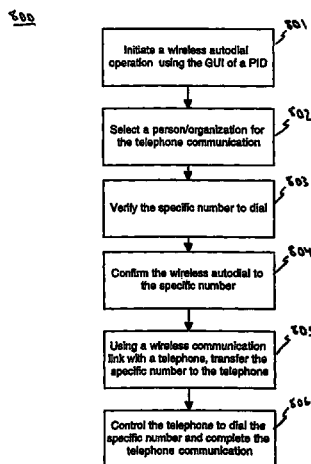 800
801
Initiate a wireless autodial
operation using the GUI of a PID
802
Select a person/organization for
the telephone communication
803
Verify the specific number to dial
804
Confirm the wireless autodial to
the specific number
805
Using a wireless communication
link with a telephone, transfer the
specific number to the telephone
806
Control the telephone to dial the
specific number and complete the
telephone communication